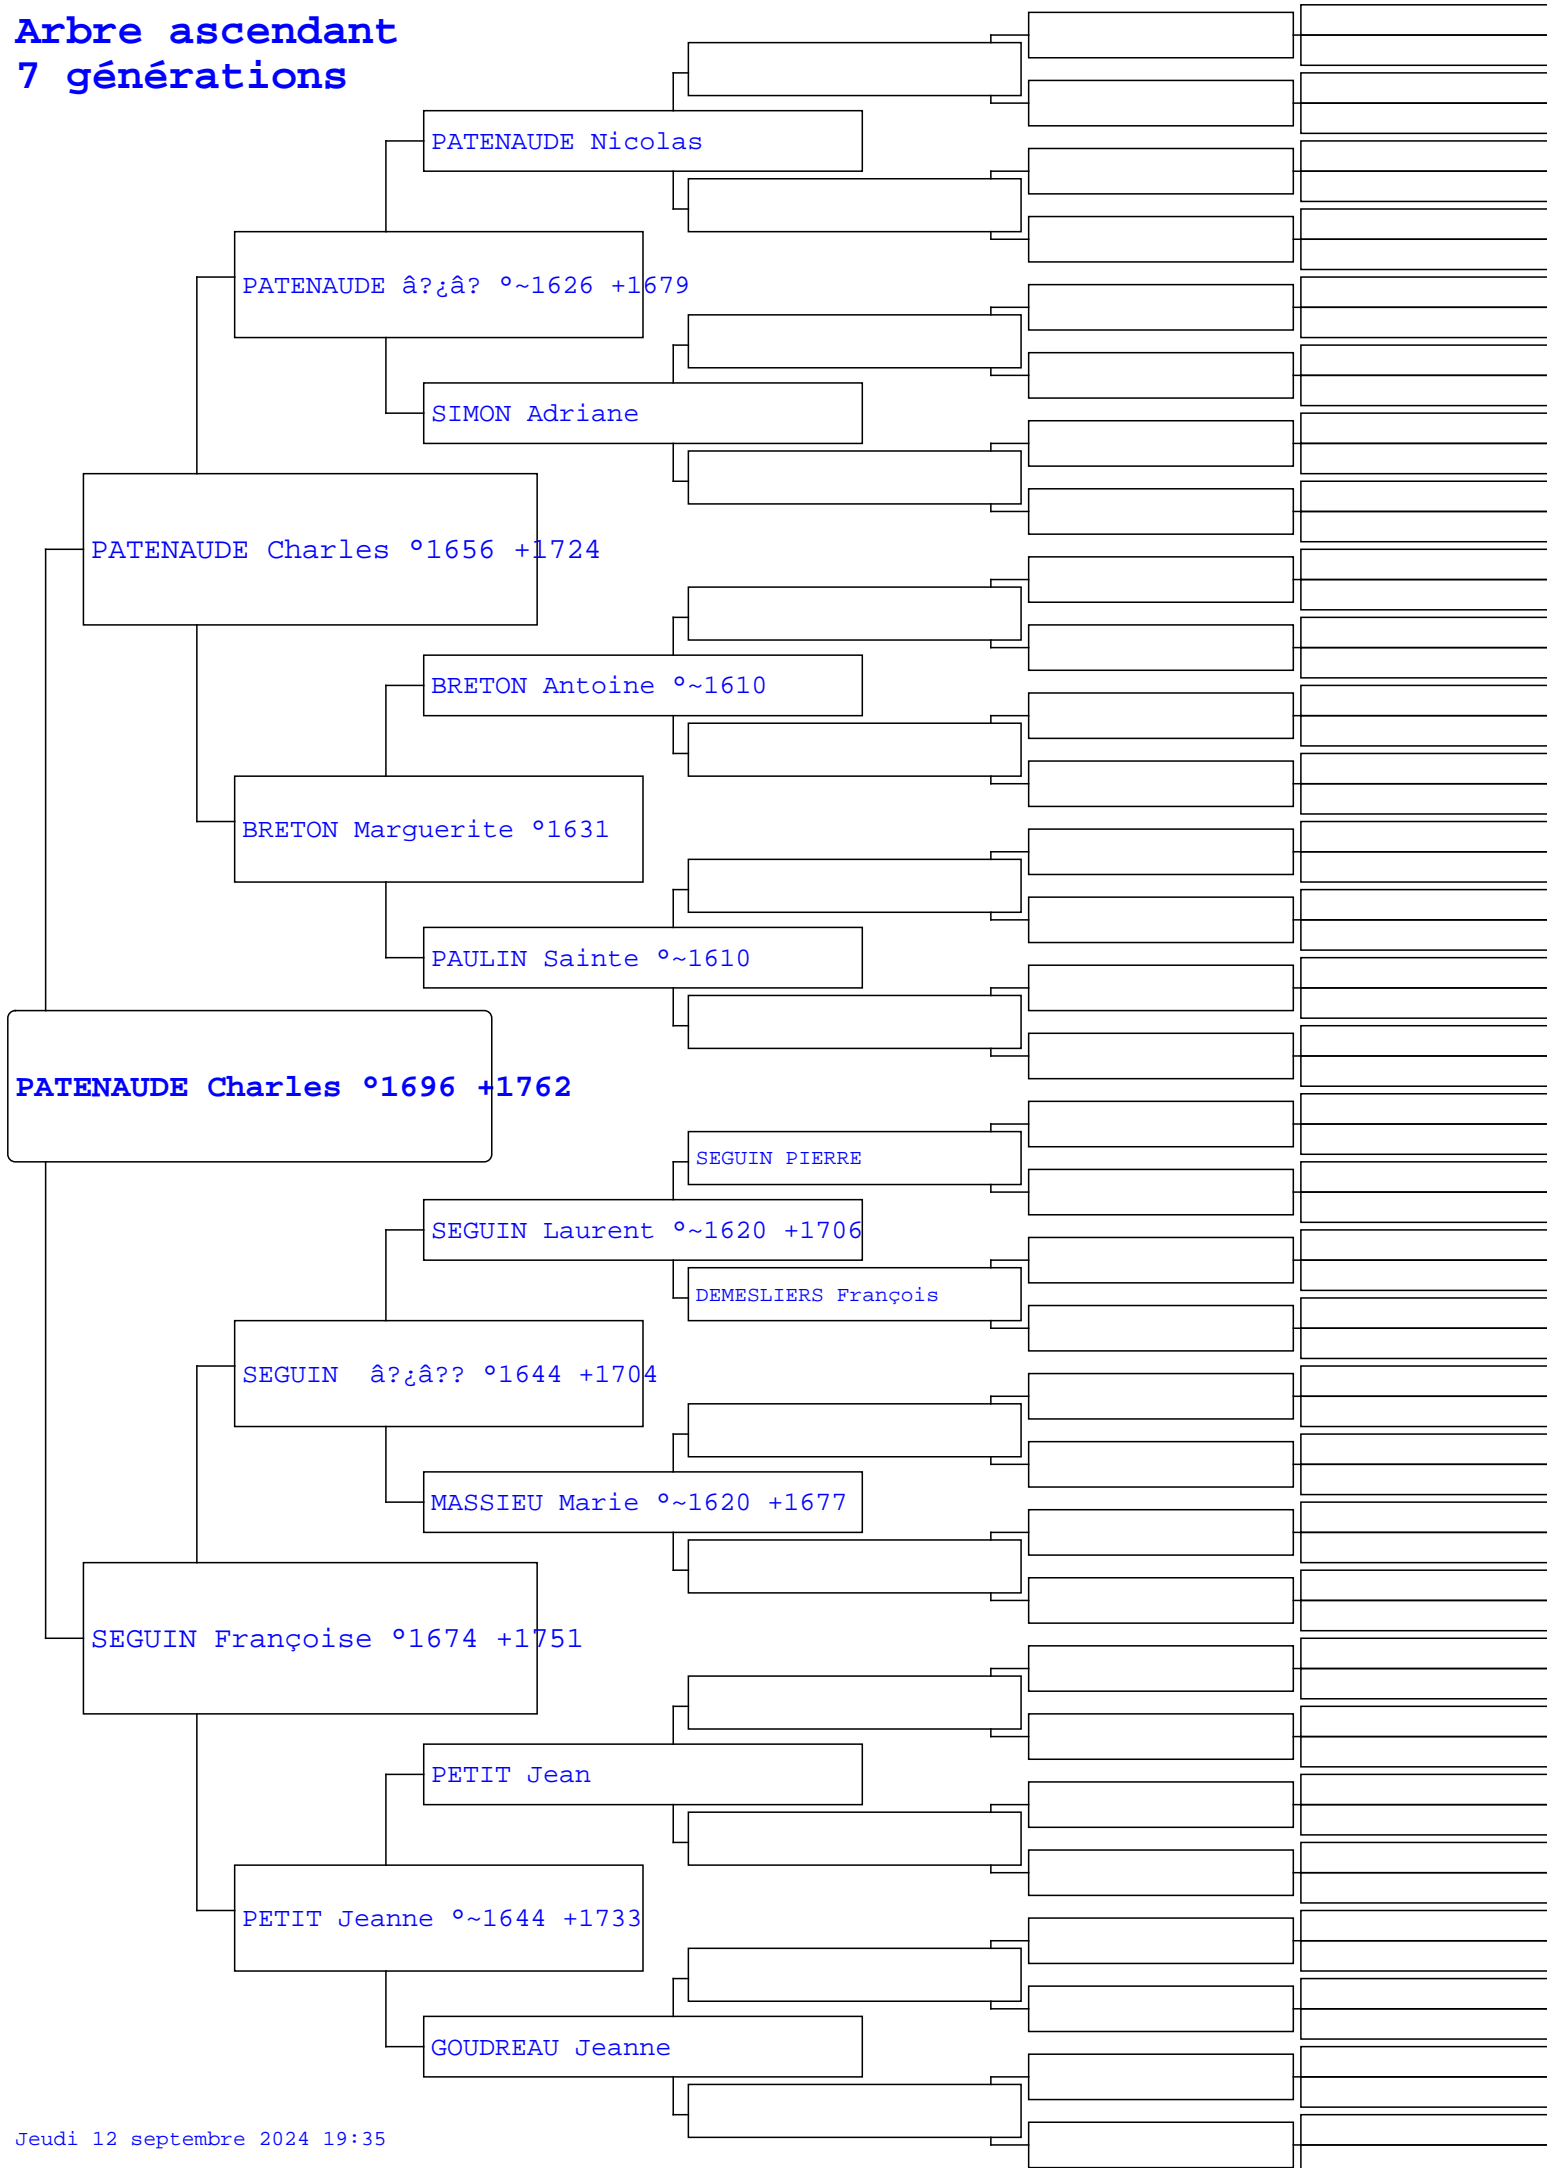 Arbre ascendant
7 générations
PATENAUDE Nicolas
PATENAUDE â?¿â? °~1626 +1679
SIMON Adriane
PATENAUDE Charles °1656 +1724
BRETON Antoine °~1610
BRETON Marguerite °1631
PAULIN Sainte °~1610
PATENAUDE Charles °1696 +1762
SEGUIN PIERRE
SEGUIN Laurent °~1620 +1706
DEMESLIERS François
SEGUIN  â?¿â?? °1644 +1704
MASSIEU Marie °~1620 +1677
SEGUIN Françoise °1674 +1751
PETIT Jean
PETIT Jeanne °~1644 +1733
GOUDREAU Jeanne
Jeudi 12 septembre 2024 19:35